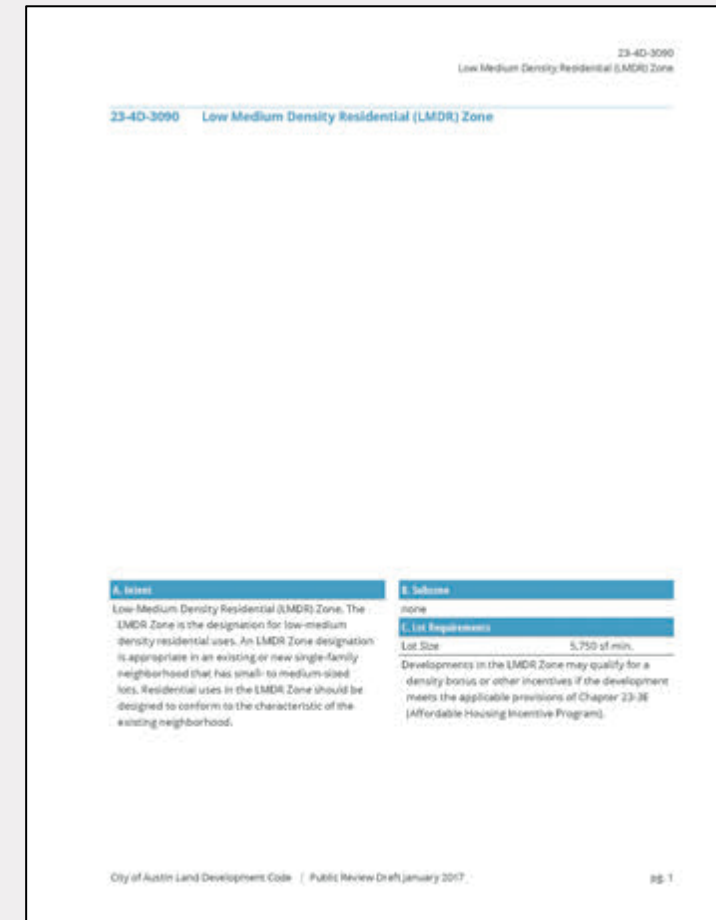 23-4D-3090
Low Medium Density Residential (LMDR) Zone
23-4D-3090 Low Medium Density Residential (LMDR) Zone
A. Intent
Low-Medium Density Residential (LMDR) Zone. The
LMDR Zone is the designation for low-medium
density residential uses. An LMDR Zone designation
is appropriate in an existing or new single-family
neighborhood that has small- to medium-sized
lots. Residential uses in the LMDR Zone should be
designed to conform to the characteristic of the
existing neighborhood.
B. Subzone
none
C. Lot Requirements
Lot Size 5,750 sf min.
Developments in the LMDR Zone may qualify for a
density bonus or other incentives if the development
meets the applicable provisions of Chapter 23-3E
(Affordable Housing Incentive Program).
City of Austin Land Development Code | Public Review Draft January 2017 pg. 1